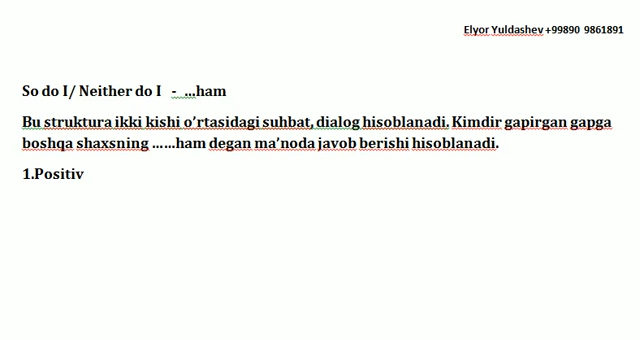 Elyor Yuldashev +99890 9861891
So do I/ Neither do I - ...ham
Bu struktura ikki kishi o’rtasidagi suhbat, dialog hisoblanadi. Kimdir gapirgan gapga
boshqa shaxsning ……ham degan ma’noda javob berishi hisoblanadi.
1.Positiv